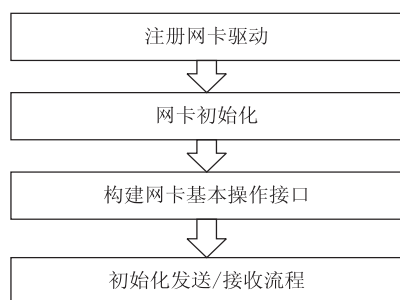 注册网卡驱动
网卡初始化
构建网卡基本操作接口
初始化发送/接收流程